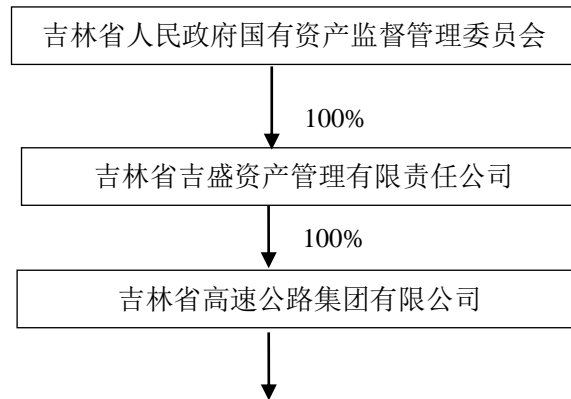 吉林省人民政府国有资产监督管理委员会
100%
吉林省吉盛资产管理有限责任公司
100%
吉林省高速公路集团有限公司